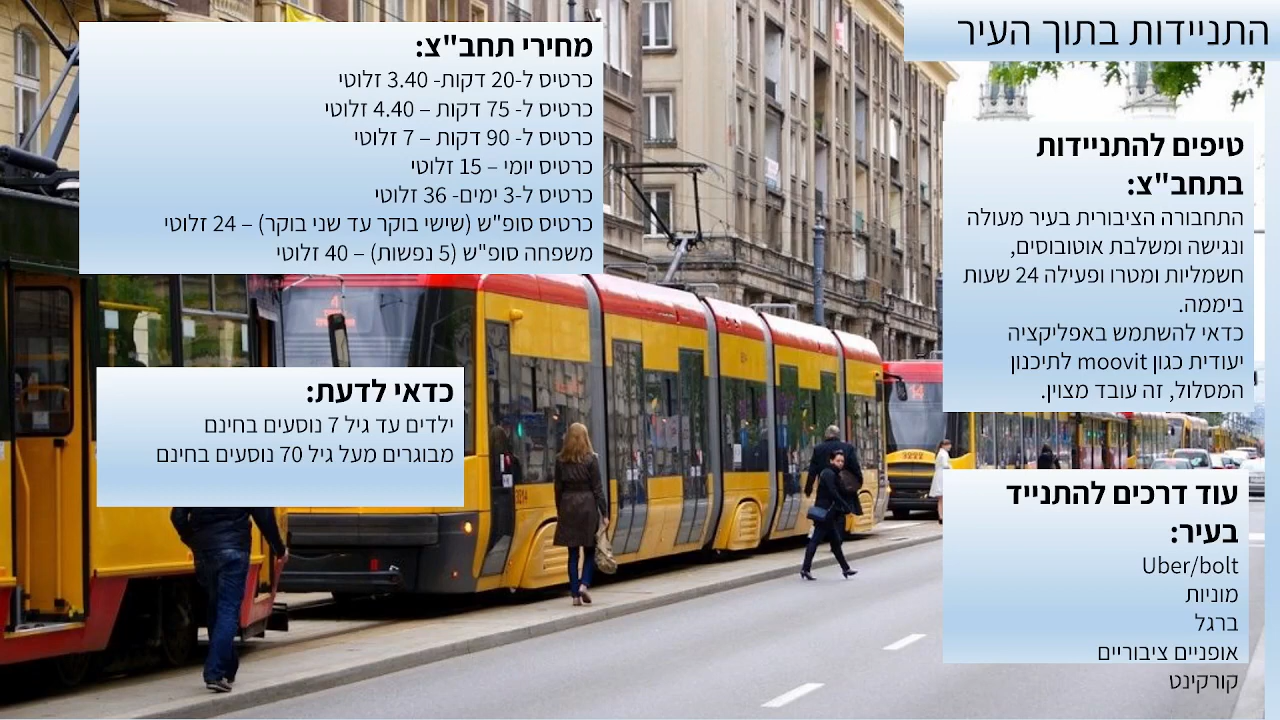 התניידות בתוך העיר
מחירי תחב"צ:
כרטיס ל-20 דקות- 3.40 זלוטי
כרטיס ל- 75 דקות – 4.40 זלוטי
כרטיס ל- 90 דקות – 7 זלוטי
כרטיס יומי – 15 זלוטי
כרטיס ל-3 ימים- 36 זלוטי
כרטיס סופ"ש (שישי בוקר עד שני בוקר) – 24 זלוטי
משפחה סופ"ש (5 נפשות) – 40 זלוטי
טיפים להתניידות
בתחב"צ:
התחבורה הציבורית בעיר מעולה
ונגישה ומשלבת אוטובוסים,
חשמליות ומטרו ופעילה 24 שעות
ביממה.
כדאי להשתמש באפליקציה
יעודית כגון moovit לתיכנון
המסלול, זה עובד מצוין.
כדאי לדעת:
ילדים עד גיל 7 נוסעים בחינם
מבוגרים מעל גיל 70 נוסעים בחינם
עוד דרכים להתנייד
בעיר:
Uber/bolt
מוניות
ברגל
אופניים ציבוריים
קורקינט
4
14
3222
3214